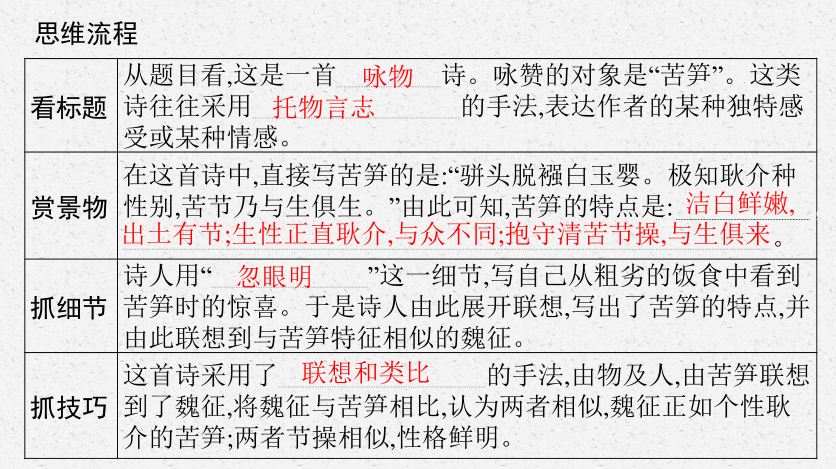 思维流程
看标题
从题目看,这是一首 咏物 诗。咏赞的对象是“苦笋”。这类
诗往往采用 托物言志 的手法,表达作者的某种独特感
受或某种情感。
赏景物
在这首诗中,直接写苦笋的是:“骈头脱襁白玉婴。极知耿介种
性别,苦节乃与生俱生。”由此可知,苦笋的特点是: 洁白鲜嫩,
出土有节;生性正直耿介,与众不同;抱守清苦节操,与生俱来。
抓细节
诗人用“ 忽眼明 ”这一细节,写自己从粗劣的饭食中看到
苦笋时的惊喜。于是诗人由此展开联想,写出了苦笋的特点,并
由此联想到与苦笋特征相似的魏征。
抓技巧
这首诗采用了 联想和类比 的手法,由物及人,由苦笋联想
到了魏征,将魏征与苦笋相比,认为两者相似,魏征正如个性耿
介的苦笋;两者节操相似,性格鲜明。